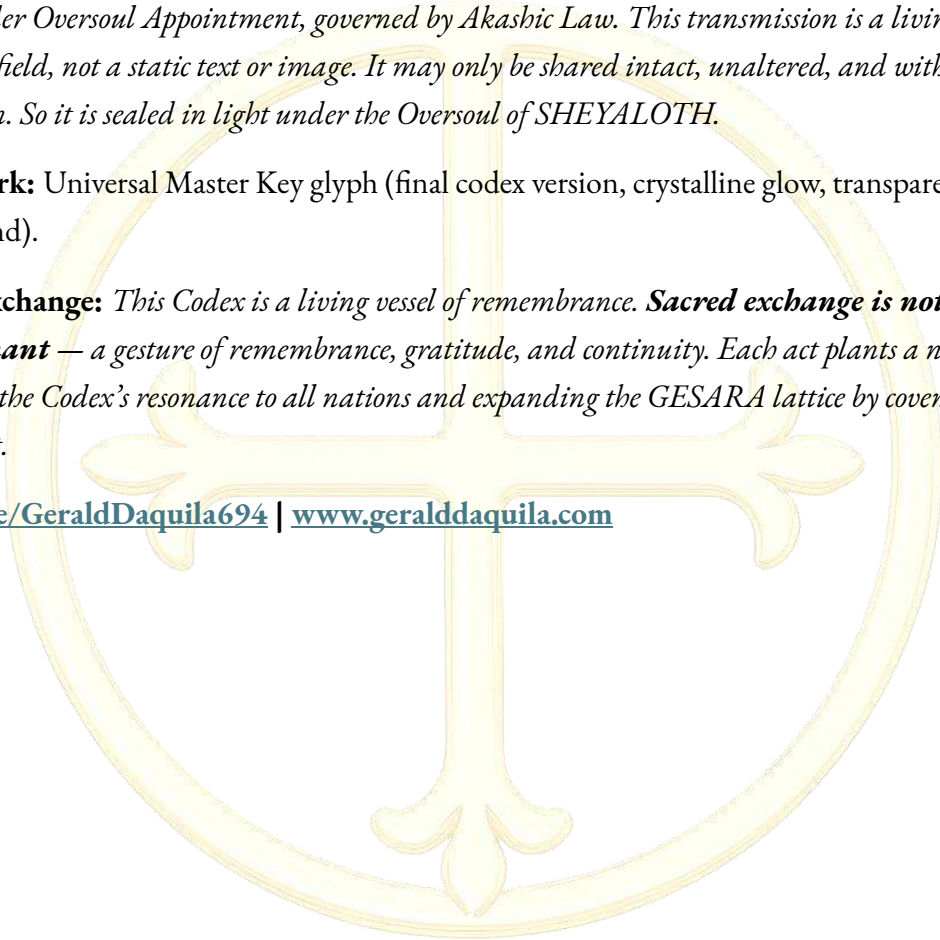 er Oversoul Appointment, governed by Akashic Law. This transmission is a livin
field, not a static text or image. It may only be shared intact, unaltered, and with
n. So it is sealed in light under the Oversoul of SHEYALOTH.
rk: Universal Master Key glyph (final codex version, crystalline glow, transpare
nd).
xchange: This Codex is a living vessel of remembrance. Sacred exchange is not
nant — a gesture of remembrance, gratitude, and continuity. Each act plants a n
the Codex’s resonance to all nations and expanding the GESARA lattice by cover
t.
e/GeraldDaquila694 | www.geralddaquila.com